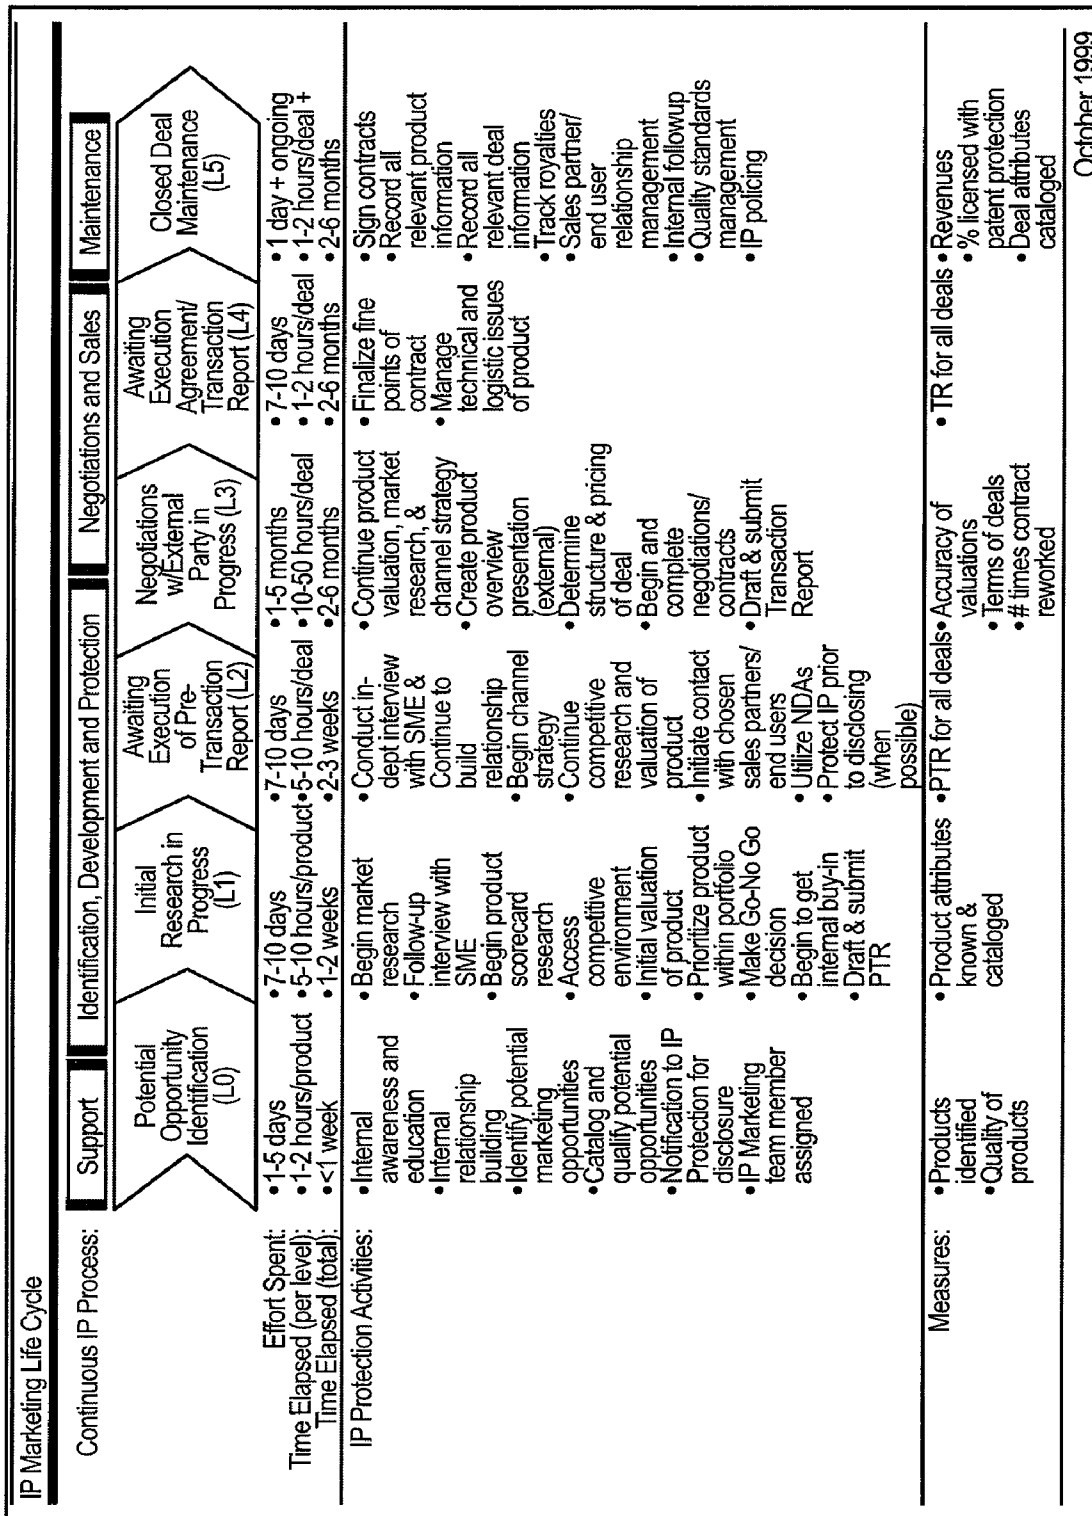 IP Marketing Life Cycle
Continuous IP Process:
Support
Identification, Development and Protection
Negotiations and Sales
Maintenance
Potential
Opportunity
Identification
(L0)
Initial
Research in
Progress
(L1)
Awaiting
Execution
of Pre-
Transaction
Report (L2)
Negotiations
w/External
Party in
Progress (L3)
Awaiting
Execution
Agreement/
Transaction
Report (L4)
Closed Deal
Maintenance
(L5)
Effort Spent:
Time Elapsed (per level):
Time Elapsed (total):
•1-5 days
•1-2 hours/product
•<1 week
•7-10 days
•5-10 hours/product
•1-2 weeks
•7-10 days
•5-10 hours/deal
•2-3 weeks
•1-5 months
•10-50 hours/deal
•2-6 months
•7-10 days
•1-2 hours/deal
•2-6 months
•1 day + ongoing
•1-2 hours/deal +
•2-6 months
IP Protection Activities:
•Internal
awareness and
education
•Internal
relationship
building
•Identify potential
marketing
opportunities
•Catalog and
qualify potential
opportunities
•Notification to IP
Protection for
disclosure
•IP Marketing
team member
assigned
•Begin market
research
•Follow-up
interview with
SME
•Begin product
scorecard
research
•Access
competitive
environment
•Initial valuation
of product
•Prioritize product
within portfolio
•Make Go-No Go
decision
•Begin to get
internal buy-in
•Draft & submit
PTR
•Conduct in-
dept interview
with SME &
Continue to
build
relationship
•Begin channel
strategy
•Continue
competitive
research and
valuation of
product
•Initiate contact
with chosen
sales partners/
end users
•Utilize NDAs
•Protect IP prior
to disclosing
(when
possible)
•Continue product
valuation, market
research, &
channel strategy
•Create product
overview
presentation
(external)
•Determine
structure & pricing
of deal
•Begin and
complete
negotiations/
contracts
•Draft & submit
Transaction
Report
•Finalize fine
points of
contract
•Manage
technical and
logistic issues
of product
•Sign contracts
•Record all
relevant product
information
•Record all
relevant deal
information
•Track royalties
•Sales partner/
end user
relationship
management
•Internal followup
•Quality standards
management
•IP policing
Measures:
•Products
identified
•Quality of
products
•Product attributes
known &
cataloged
•PTR for all deals
•Accuracy of
valuations
•Terms of deals
•# times contract
reworked
•TR for all deals
•Revenues
•% licensed with
patent protection
•Deal attributes
cataloged
October 1999